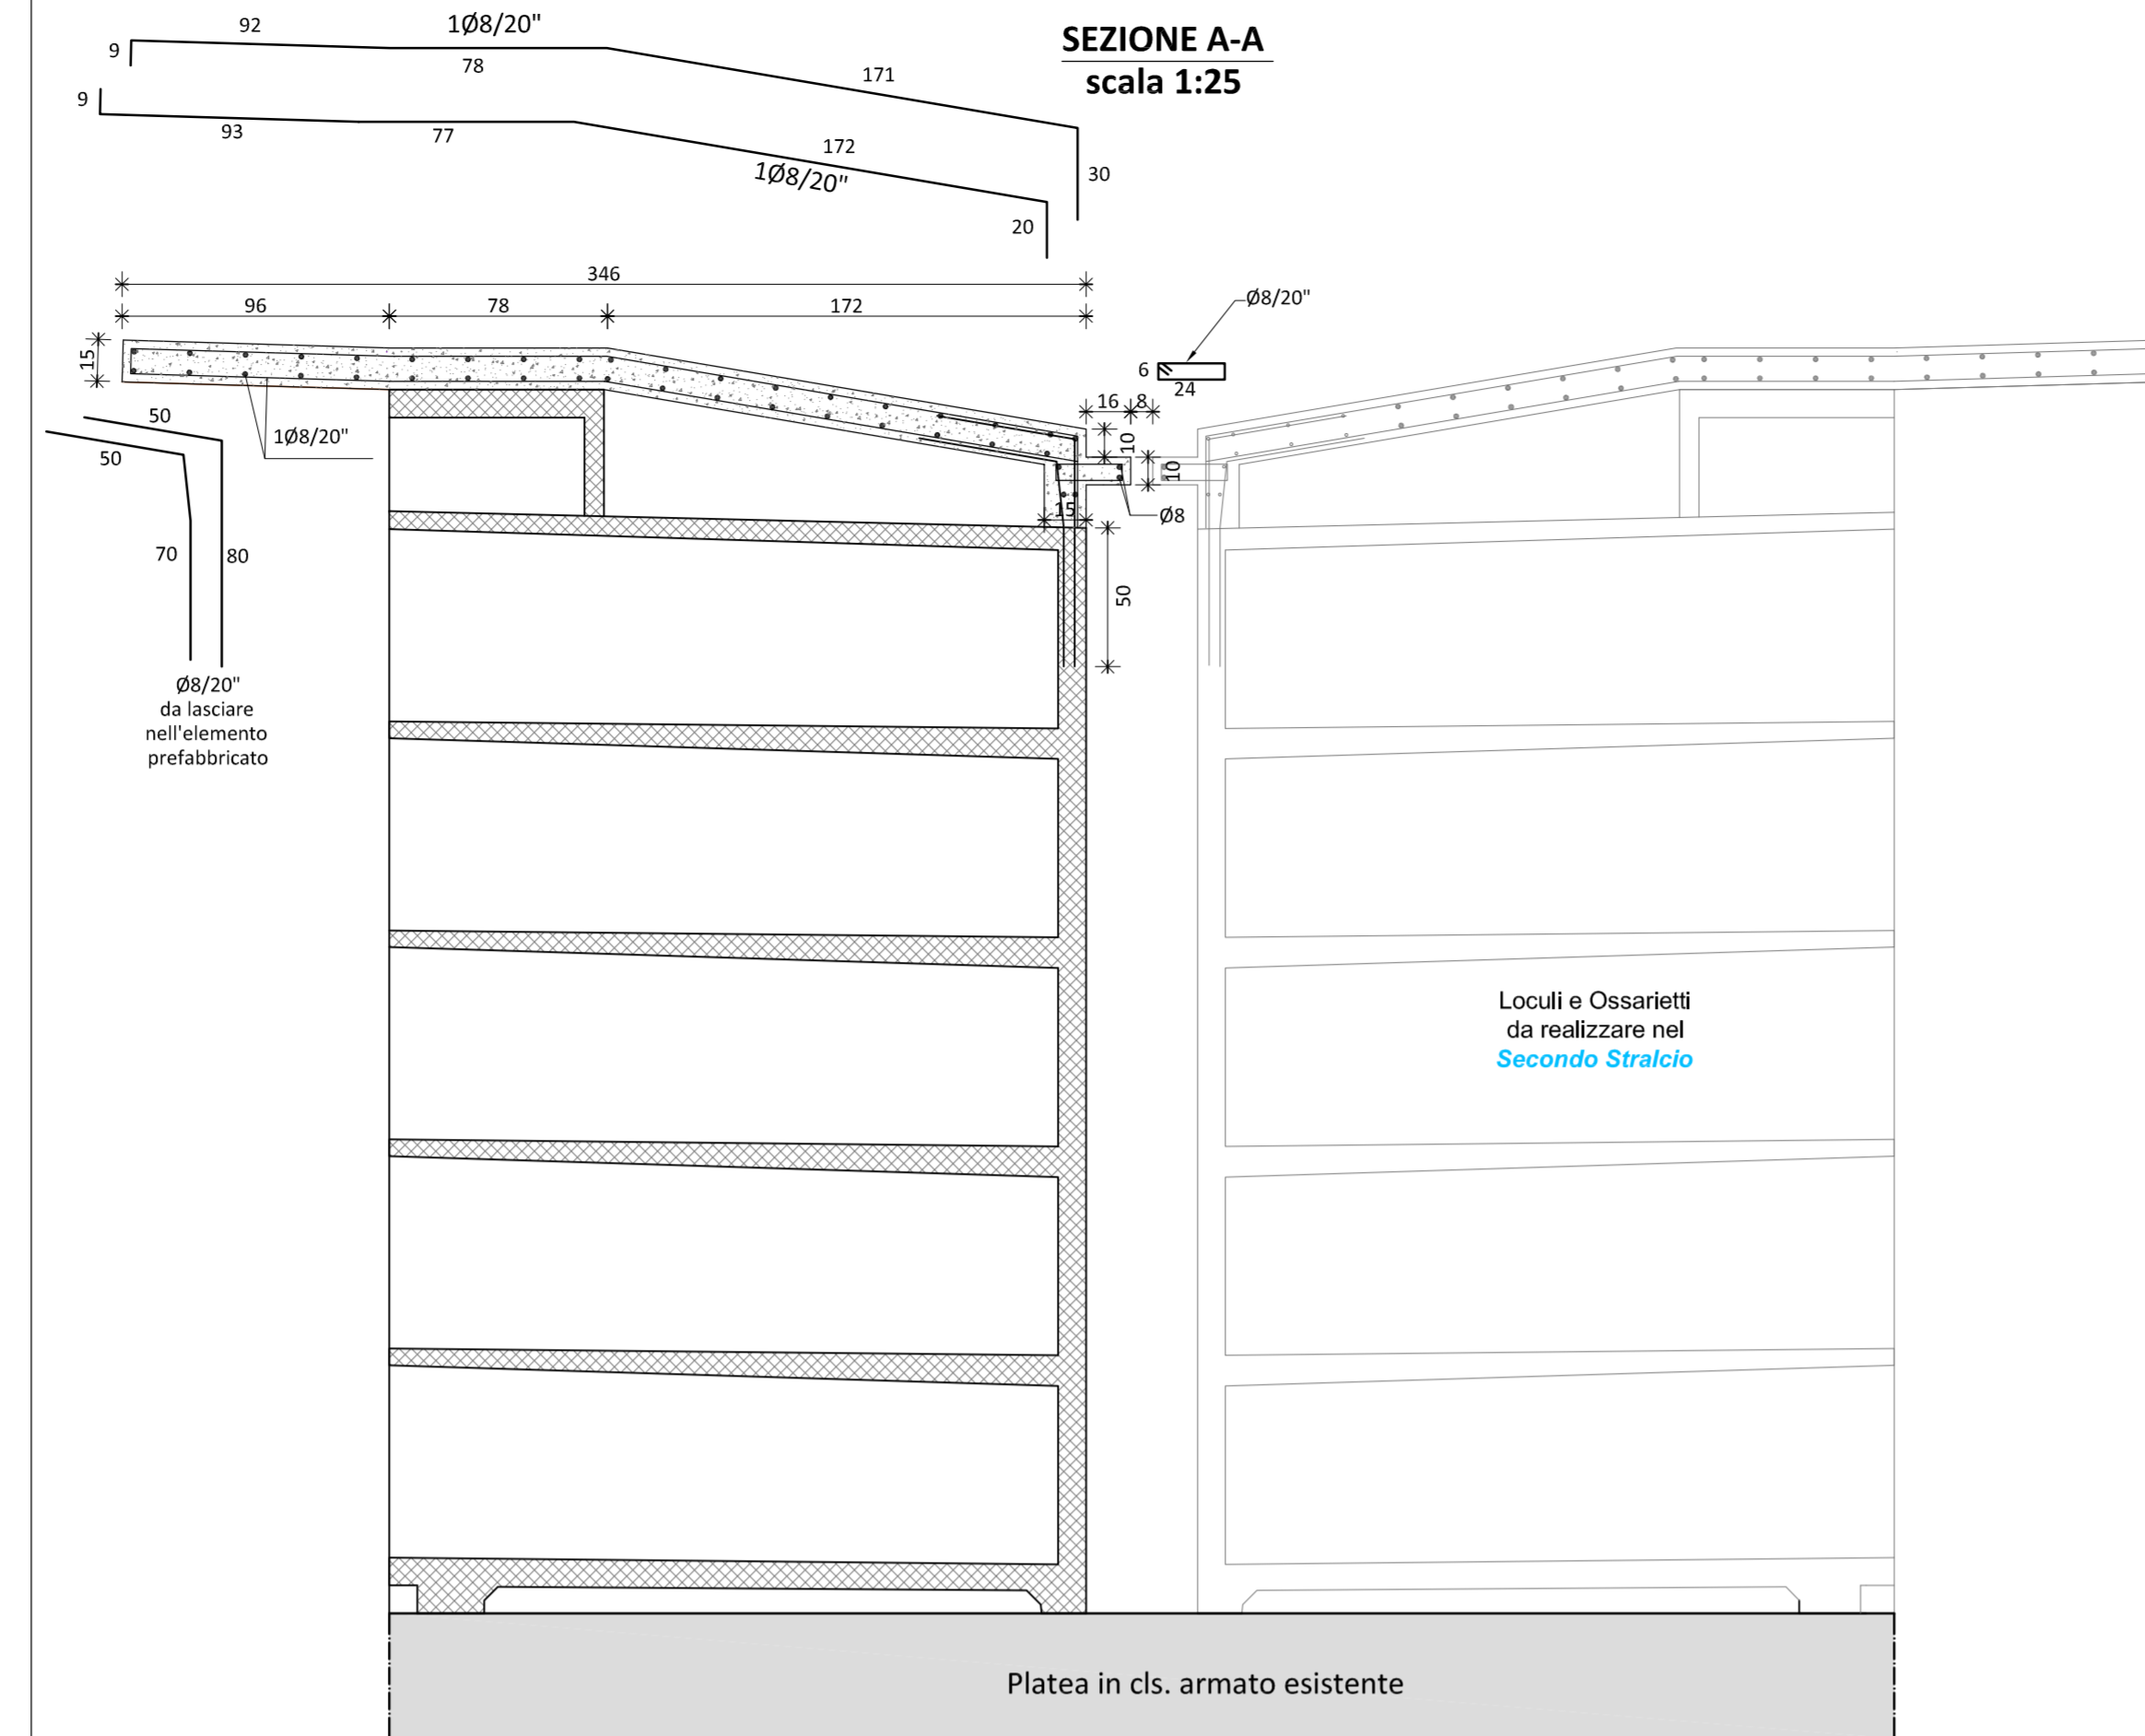 SEZIONE A-A
scala 1:25
92
1Ø8/20"
9
78
171
9
93
77
172
1Ø8/20"
30
20
346
96
78
172
15
Ø8/20"
6
24
16
8
10
10
15
Ø8
50
50
50
1Ø8/20"
70
80
Ø8/20"
da lasciare
nell'elemento
prefabbricato
Loculi e Ossarietti
da realizzare nel
Secondo Stralcio
Platea in cls. armato esistente